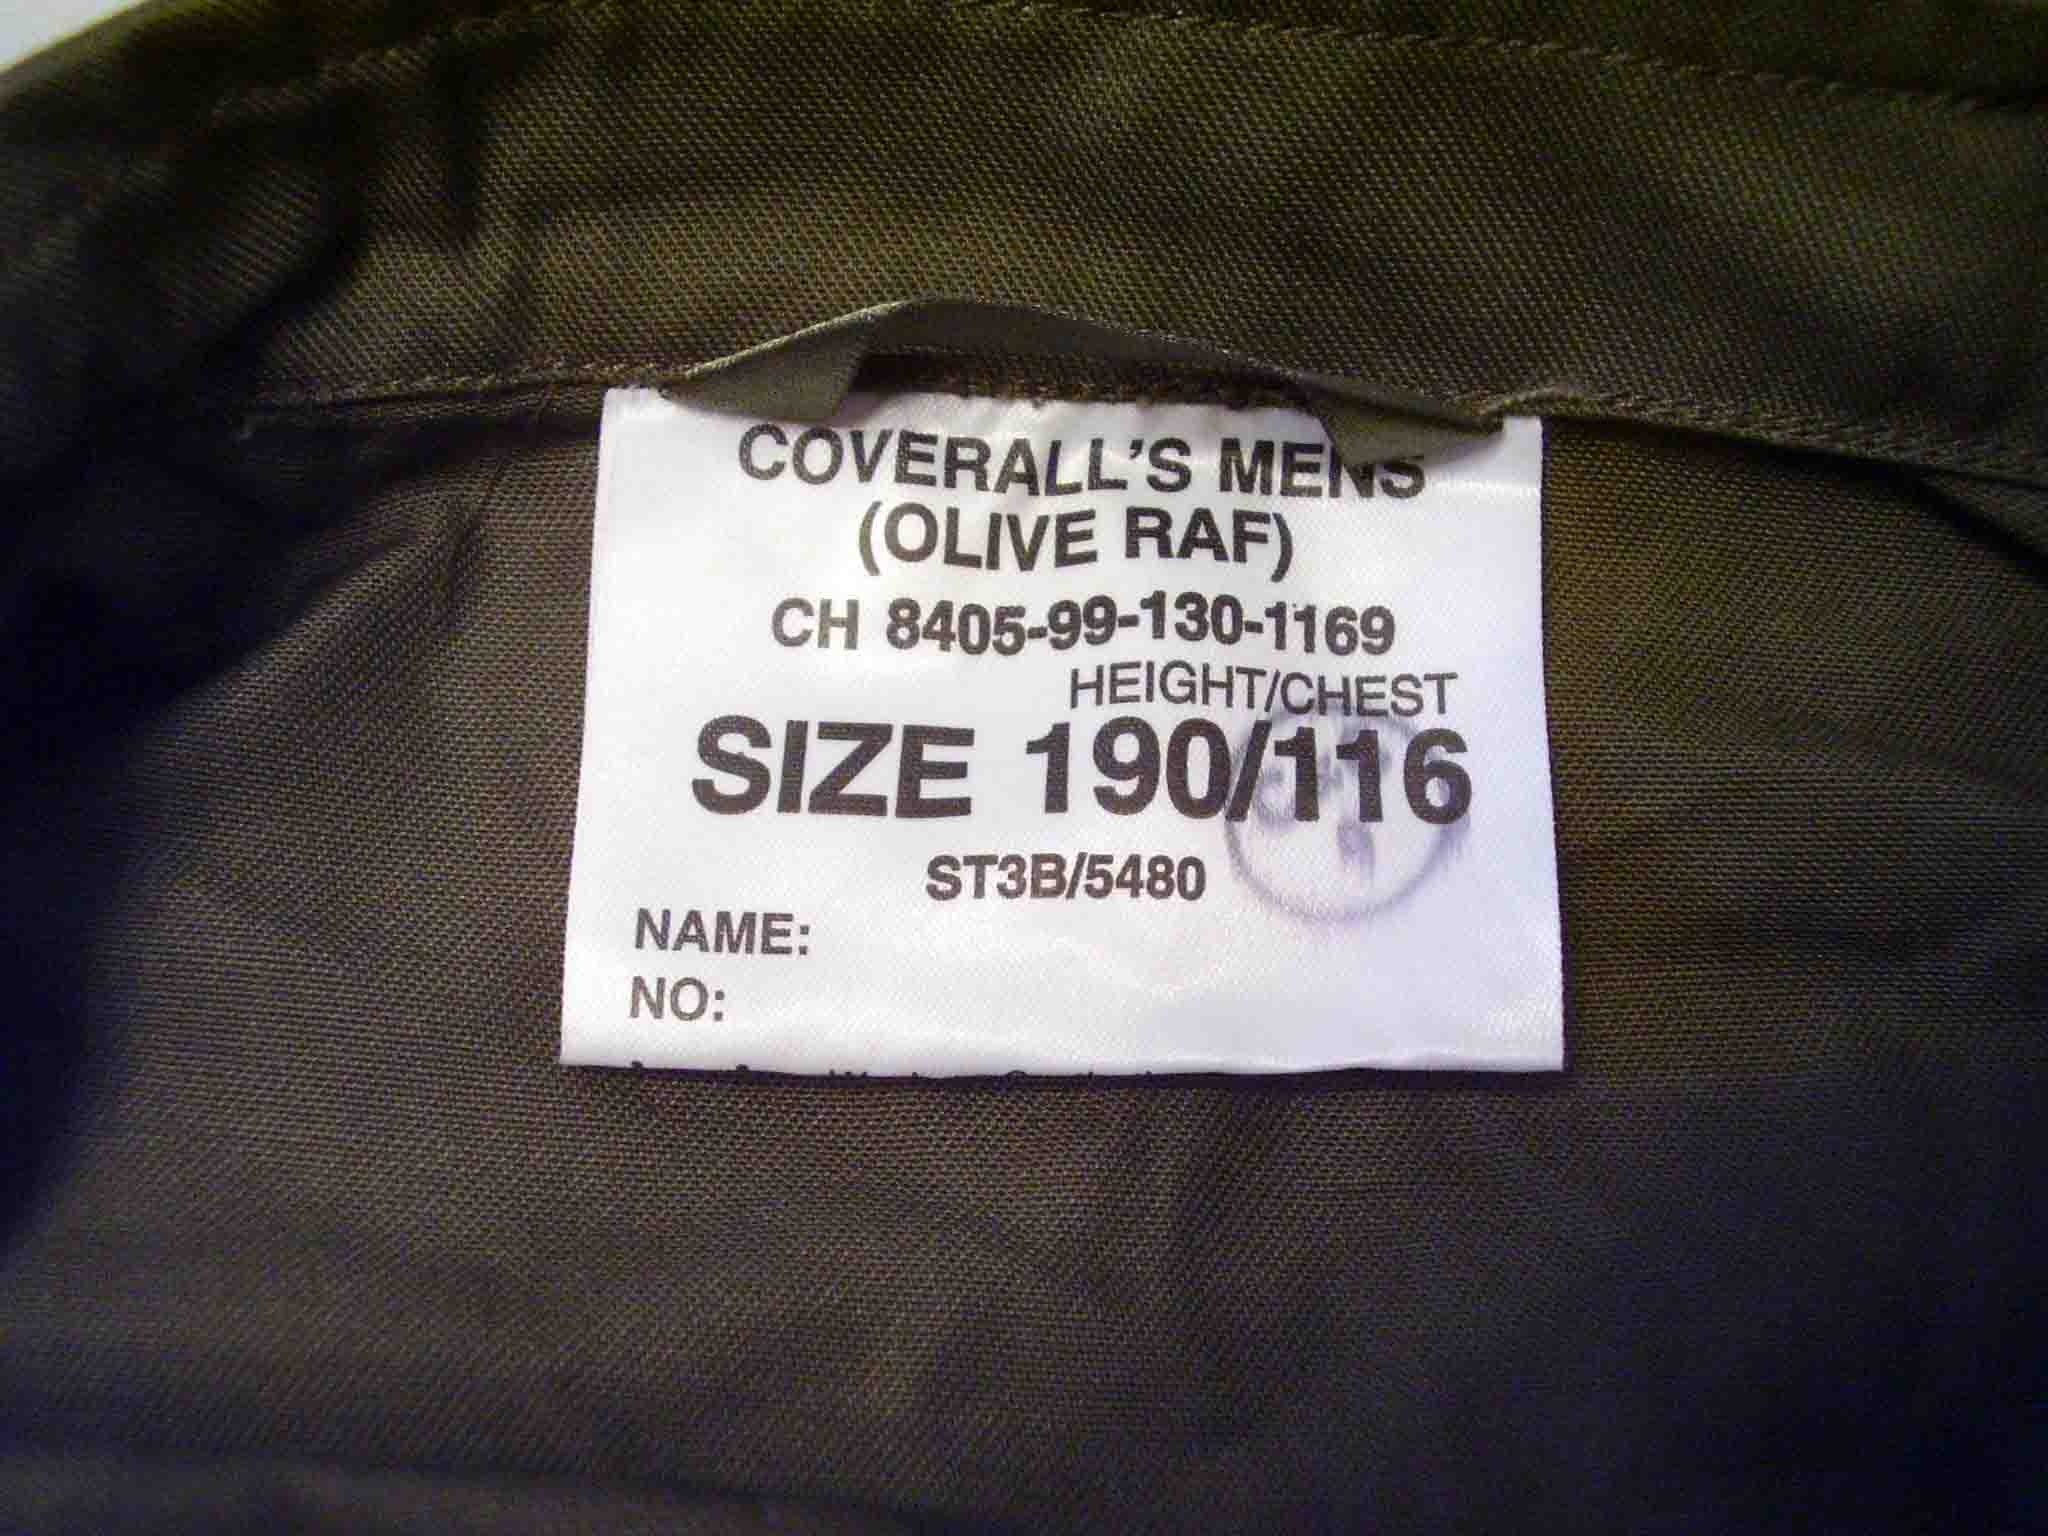 COVERALL'S MENS
(OLIVE RAF)
CH 8405-99-130-1169
HEIGHT/CHEST
SIZE 190/116
ST3B/5480
NAME:
NO: